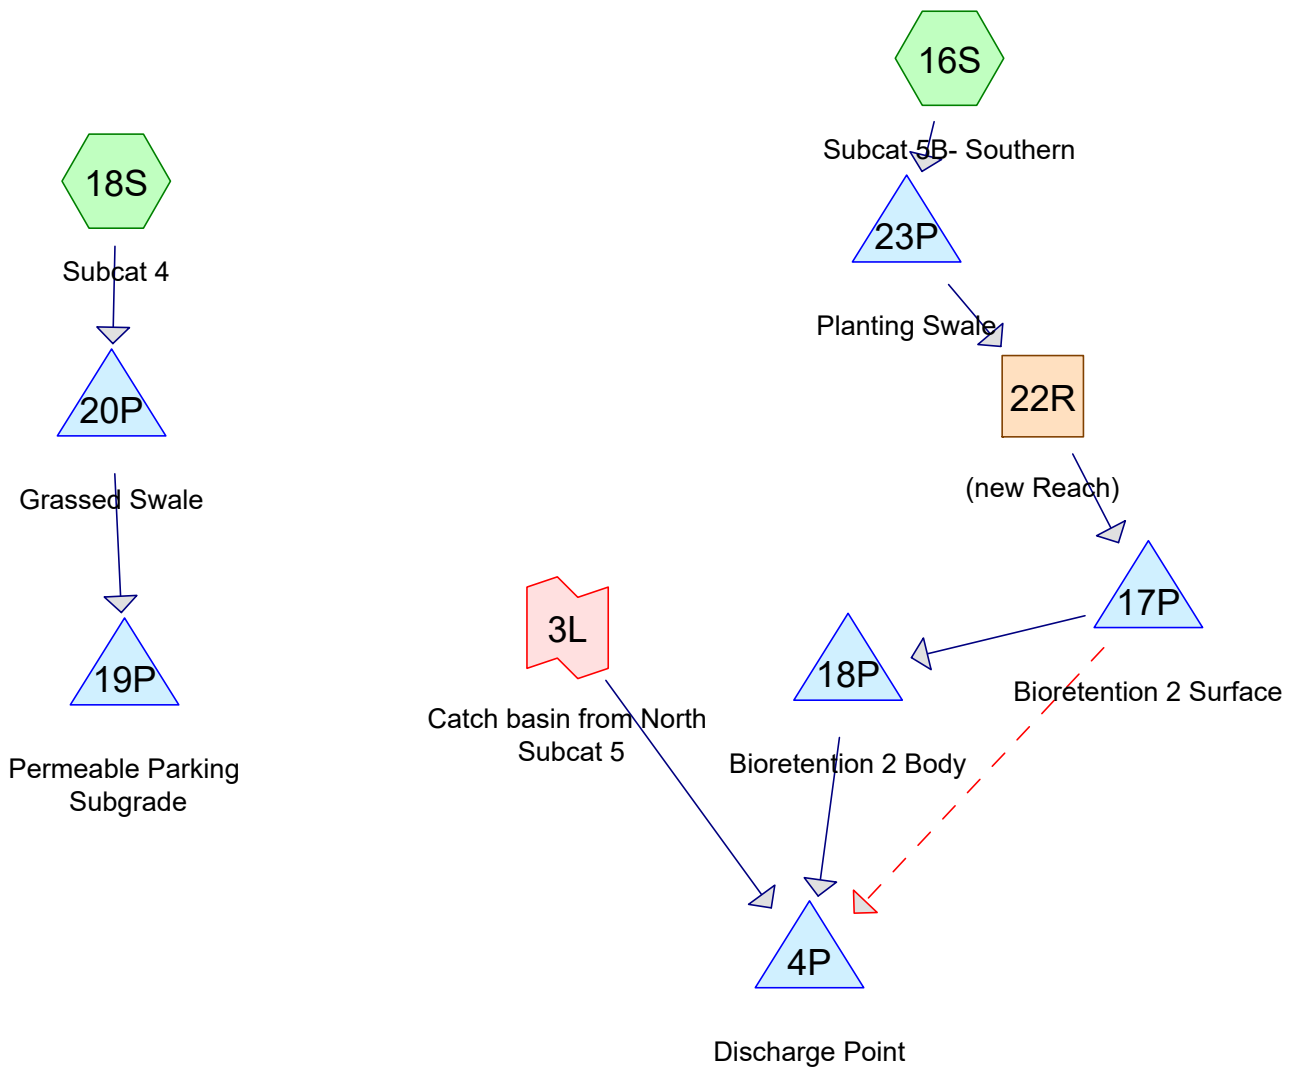 16S
Subcat 5B- Southern
18S
Subcat 4
23P
Planting Swale
20P
Grassed Swale
22R
(new Reach)
17P
Bioretention 2 Surface
3L
Catch basin from North
Subcat 5
18P
Bioretention 2 Body
19P
Permeable Parking
Subgrade
4P
Discharge Point